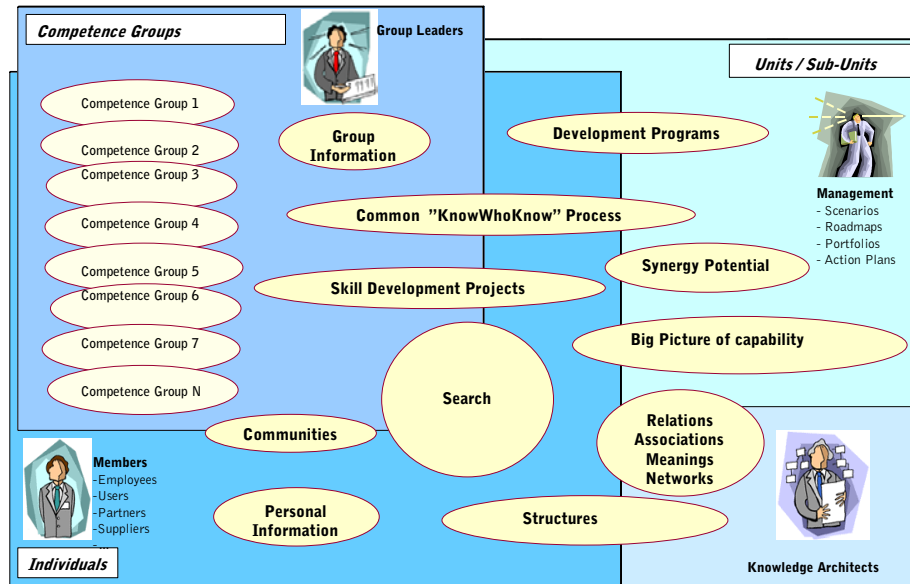 Competence Groups
Group Leaders
Units / Sub-Units
Competence Group 1
Competence Group 2
Competence Group 3
Competence Group 4
Competence Group 5
Competence Group 6
Competence Group 7
Competence Group N
Group
Information
Development Programs
Common ”KnowWhoKnow” Process
Management
- Scenarios
- Roadmaps
- Portfolios
- Action Plans
Synergy Potential
Skill Development Projects
Big Picture of capability
Search
Relations
Associations
Meanings
Networks
Communities
Members
-Employees
-Users
-Partners
-Suppliers
-...
Personal
Information
Structures
Individuals
Knowledge Architects